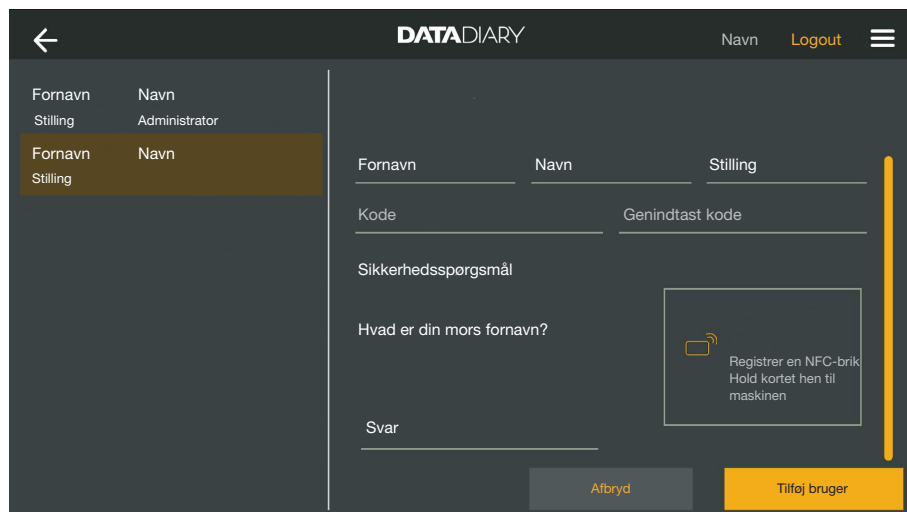 DATADIARY
Navn Logout
Fornavn Navn
Stilling Administrator
Fornavn Navn
Stilling
Fornavn Navn Stilling
Kode Genindtast kode
Sikkerhedsspørgsmål
Hvad er din mors fornavn?
Registrer en NFC-brik
Hold kortet hen til
maskinen
Svar
Afbryd Tilføj bruger